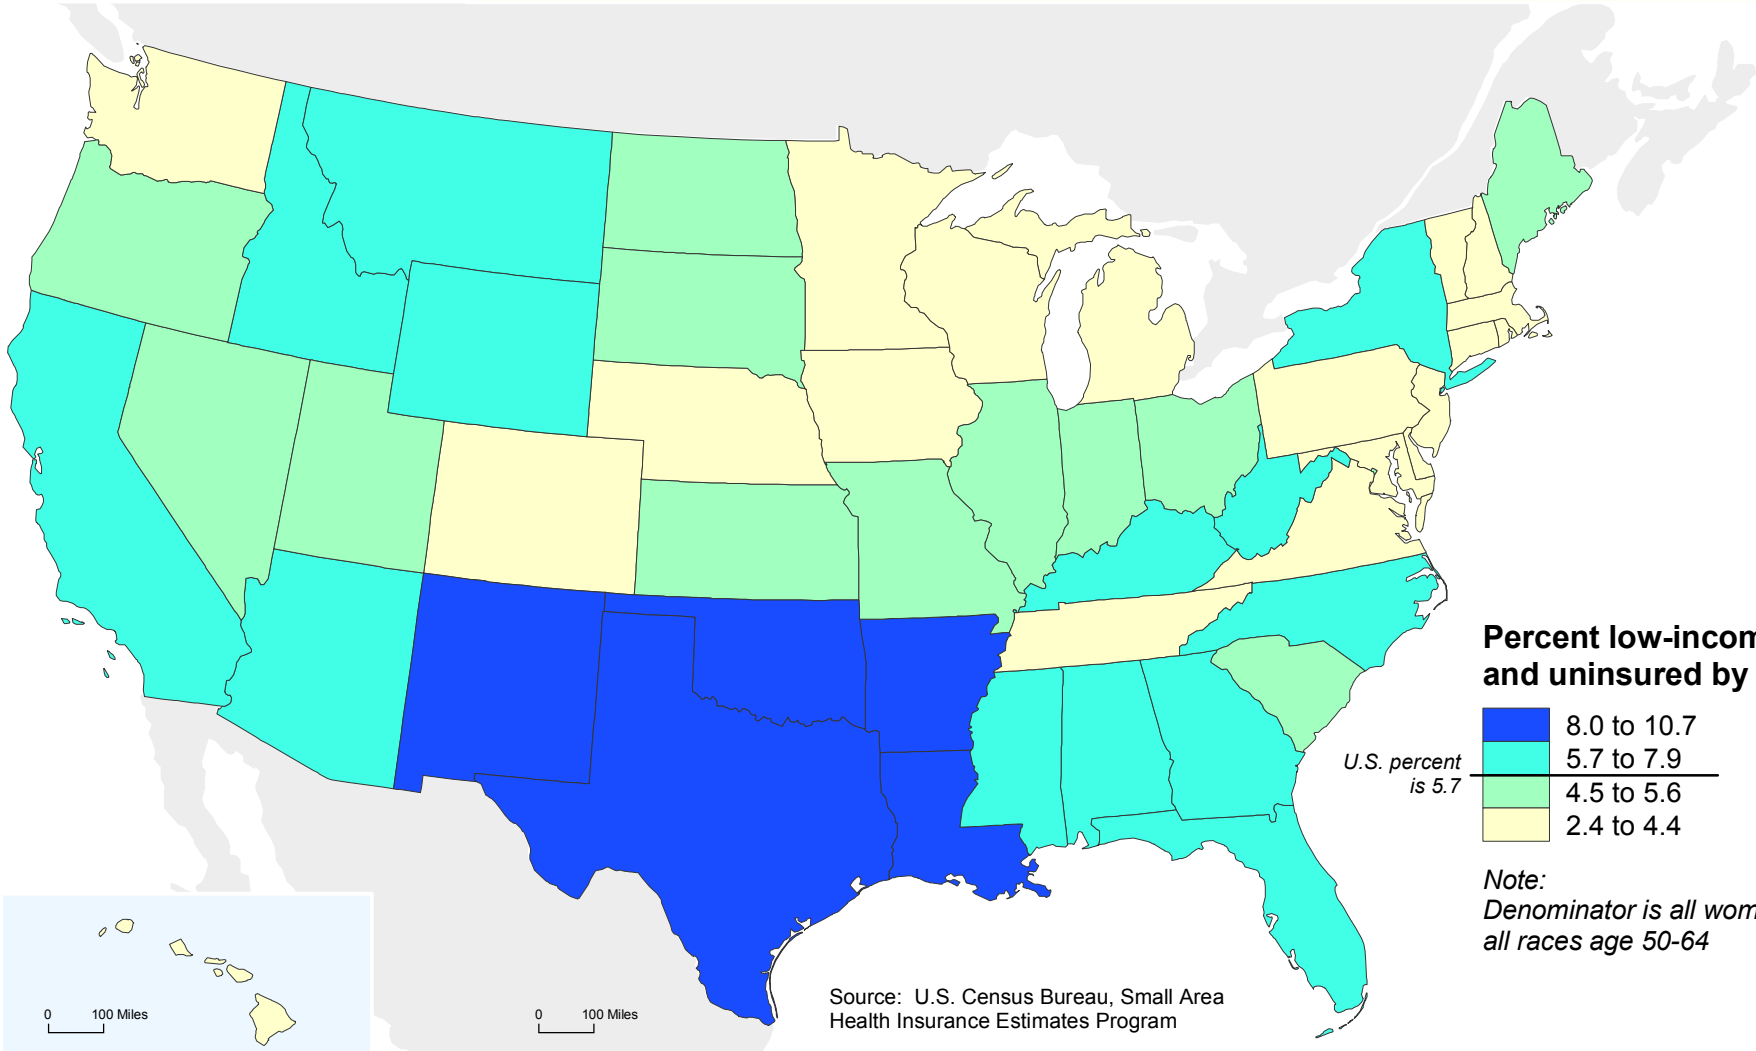 Percent low-incom
and uninsured by
8.0 to 10.7
5.7 to 7.9
U.S. percent
is 5.7
4.5 to 5.6
2.4 to 4.4
Note:
Denominator is all wom
all races age 50-64
Source: U.S. Census Bureau, Small Area
Health Insurance Estimates Program
0 100 Miles
0 100 Miles